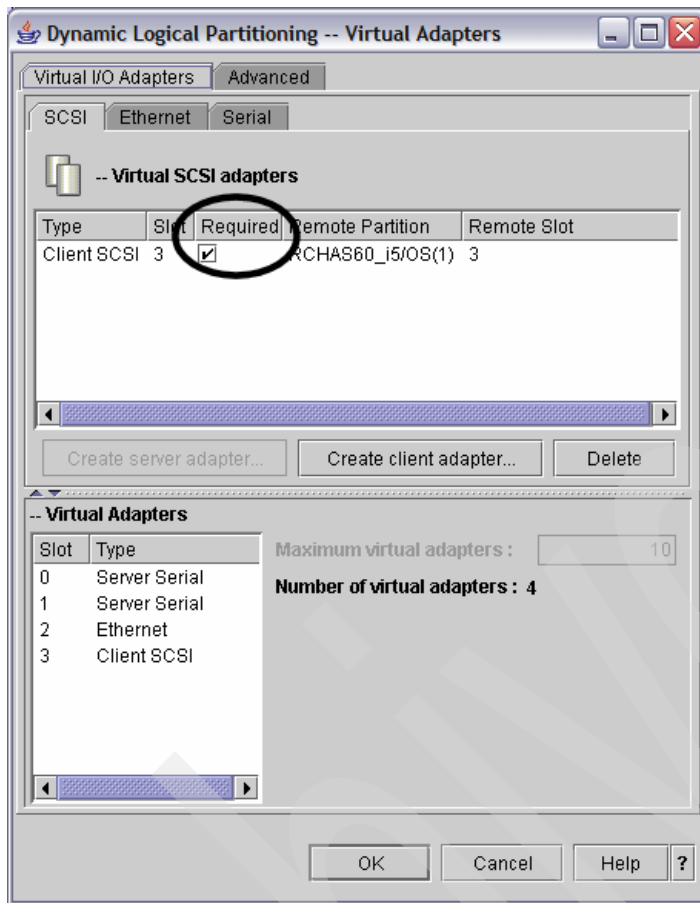 Dynamic Logical Partitioning -- Virtual Adapters
Virtual I/O Adapters Advanced
SCSI Ethernet Serial
-- Virtual SCSI adapters
Type Slot Required Remote Partition Remote Slot
Client SCSI 3 RCHAS60_i5/OS(1) 3
Create server adapter... Create client adapter... Delete
-- Virtual Adapters
Slot Type
Maximum virtual adapters : 10
0 Server Serial
Number of virtual adapters : 4
1 Server Serial
2 Ethernet
3 Client SCSI
OK Cancel Help ?